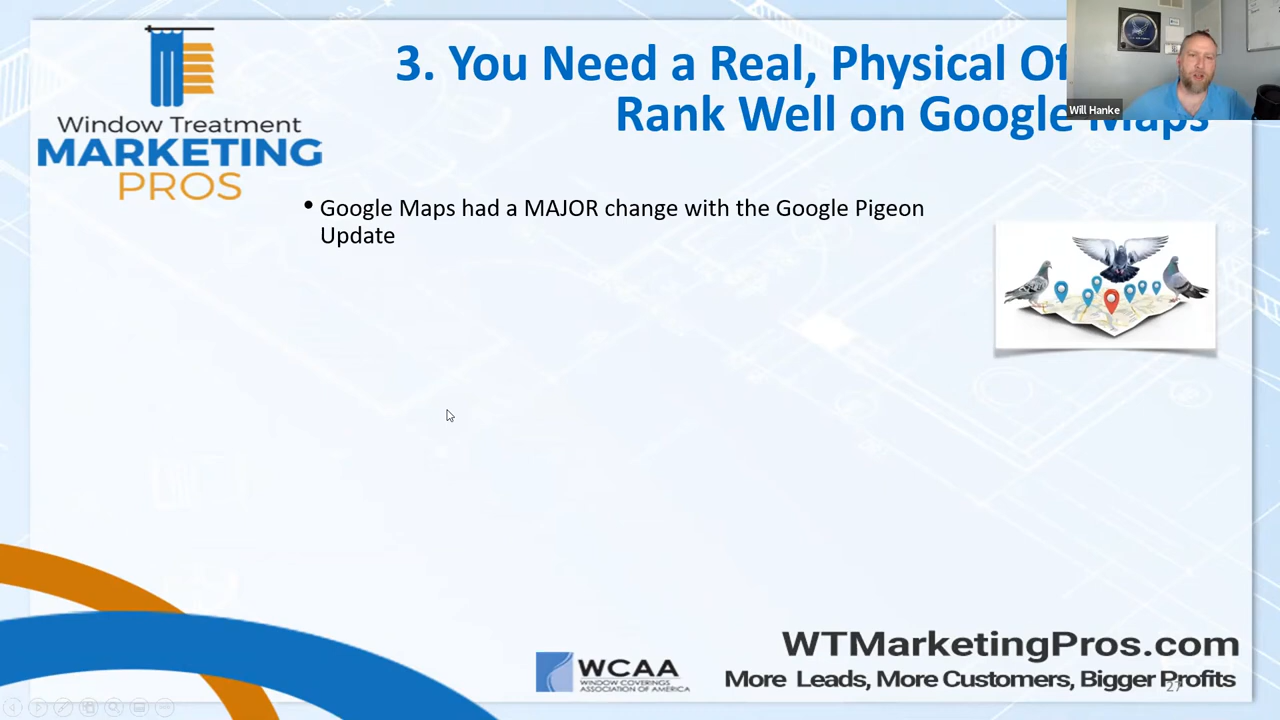 3. You Need a Real, Physical Of
Rank Well on Google Maps
Will Hanke
Window Treatment
MARKETING
PROS
• Google Maps had a MAJOR change with the Google Pigeon
Update
WTMarketingPros.com
WCAA
WINDOW COVERINGS
ASSOCIATION OF AMERICA
More Leads, More Customers, Bigger Profits
27